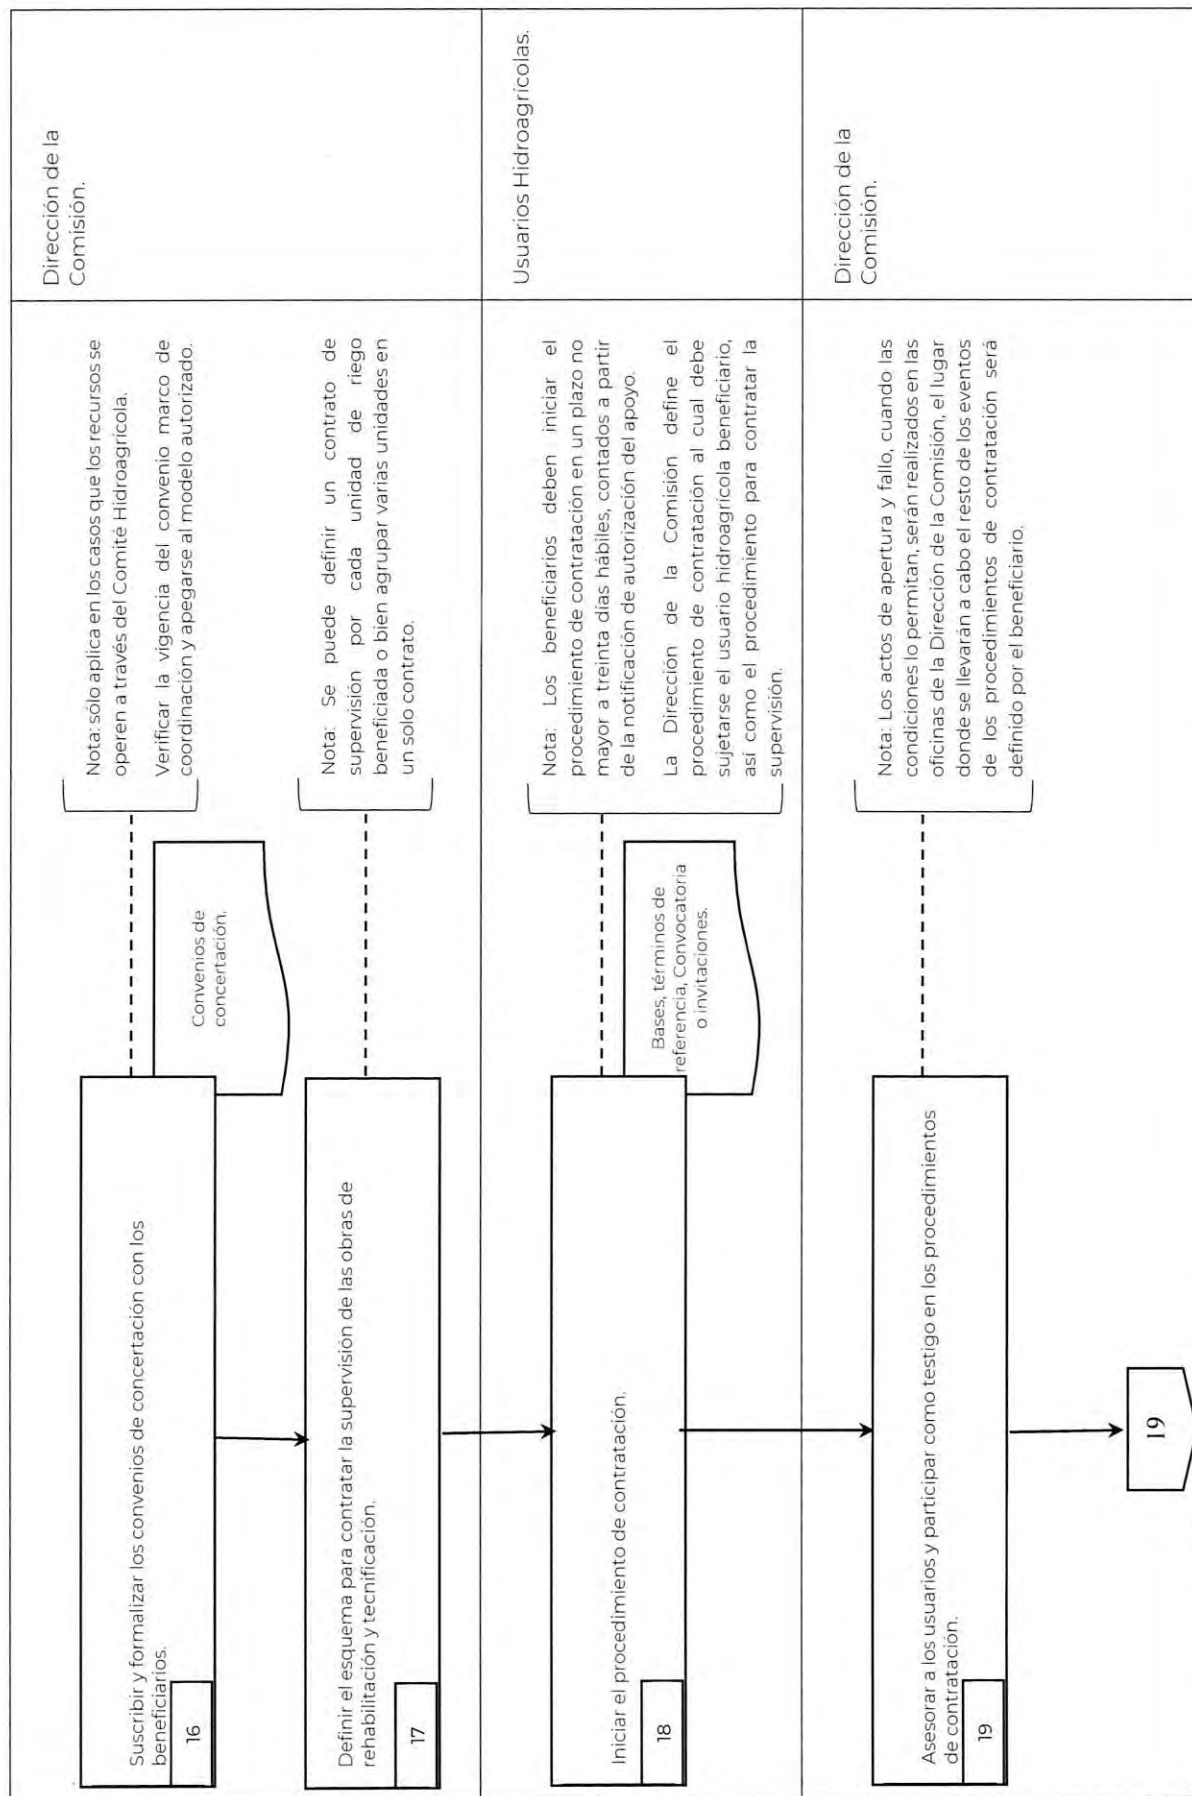 Suscribir y formalizar los convenios de concertación con los
beneficiarios.
16
Convenios de
concertación.
Nota: sólo aplica en los casos que los recursos se
operen a través del Comité Hidroagrícola.
Verificar la vigencia del convenio marco de
coordinación y apegarse al modelo autorizado.
Dirección de la
Comisión.
Definir el esquema para contratar la supervisión de las obras de
rehabilitación y tecnificación.
17
Nota: Se puede definir un contrato de
supervisión por cada unidad de riego
beneficiada o bien agrupar varias unidades en
un solo contrato.
Iniciar el procedimiento de contratación.
18
Bases, términos de
referencia, Convocatoria
o invitaciones.
Nota: Los beneficiarios deben iniciar el
procedimiento de contratación en un plazo no
mayor a treinta días hábiles, contados a partir
de la notificación de autorización del apoyo.
La Dirección de la Comisión define el
procedimiento de contratación al cual debe
sujetarse el usuario hidroagrícola beneficiario,
así como el procedimiento para contratar la
supervisión.
Usuarios Hidroagrícolas.
Asesorar a los usuarios y participar como testigo en los procedimientos
de contratación.
19
Nota: Los actos de apertura y fallo, cuando las
condiciones lo permitan, serán realizados en las
oficinas de la Dirección de la Comisión, el lugar
donde se llevarán a cabo el resto de los eventos
de los procedimientos de contratación será
definido por el beneficiario.
Dirección de la
Comisión.
19